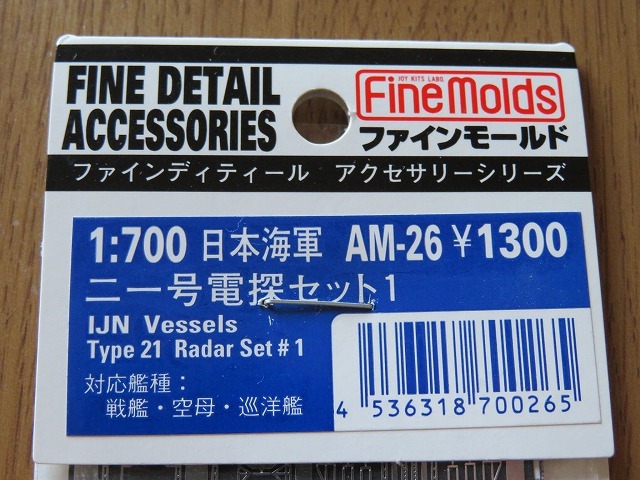 FINE DETAIL
ACCESSORIES
JOY KITS LABO.
FineMolds
ファインモールド
ファインディティール アクセサリーシリーズ
1:700 日本海軍 AM-26 ¥1300
二一号電探セット1
IJN Vessels
Type 21 Radar Set # 1
対応艦種：
戦艦・空母・巡洋艦
4 536318 700265